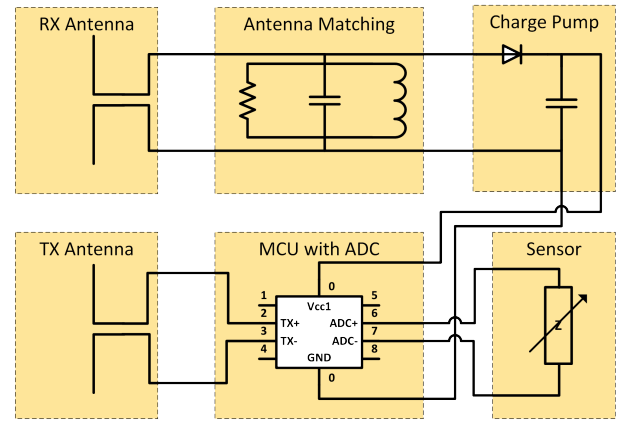 RX Antenna
Antenna Matching
Charge Pump
TX Antenna
MCU with ADC
Sensor
0
1
Vcc1
5
2
TX+
ADC+
6
3
TX-
ADC-
7
4
GND
8
0
Z